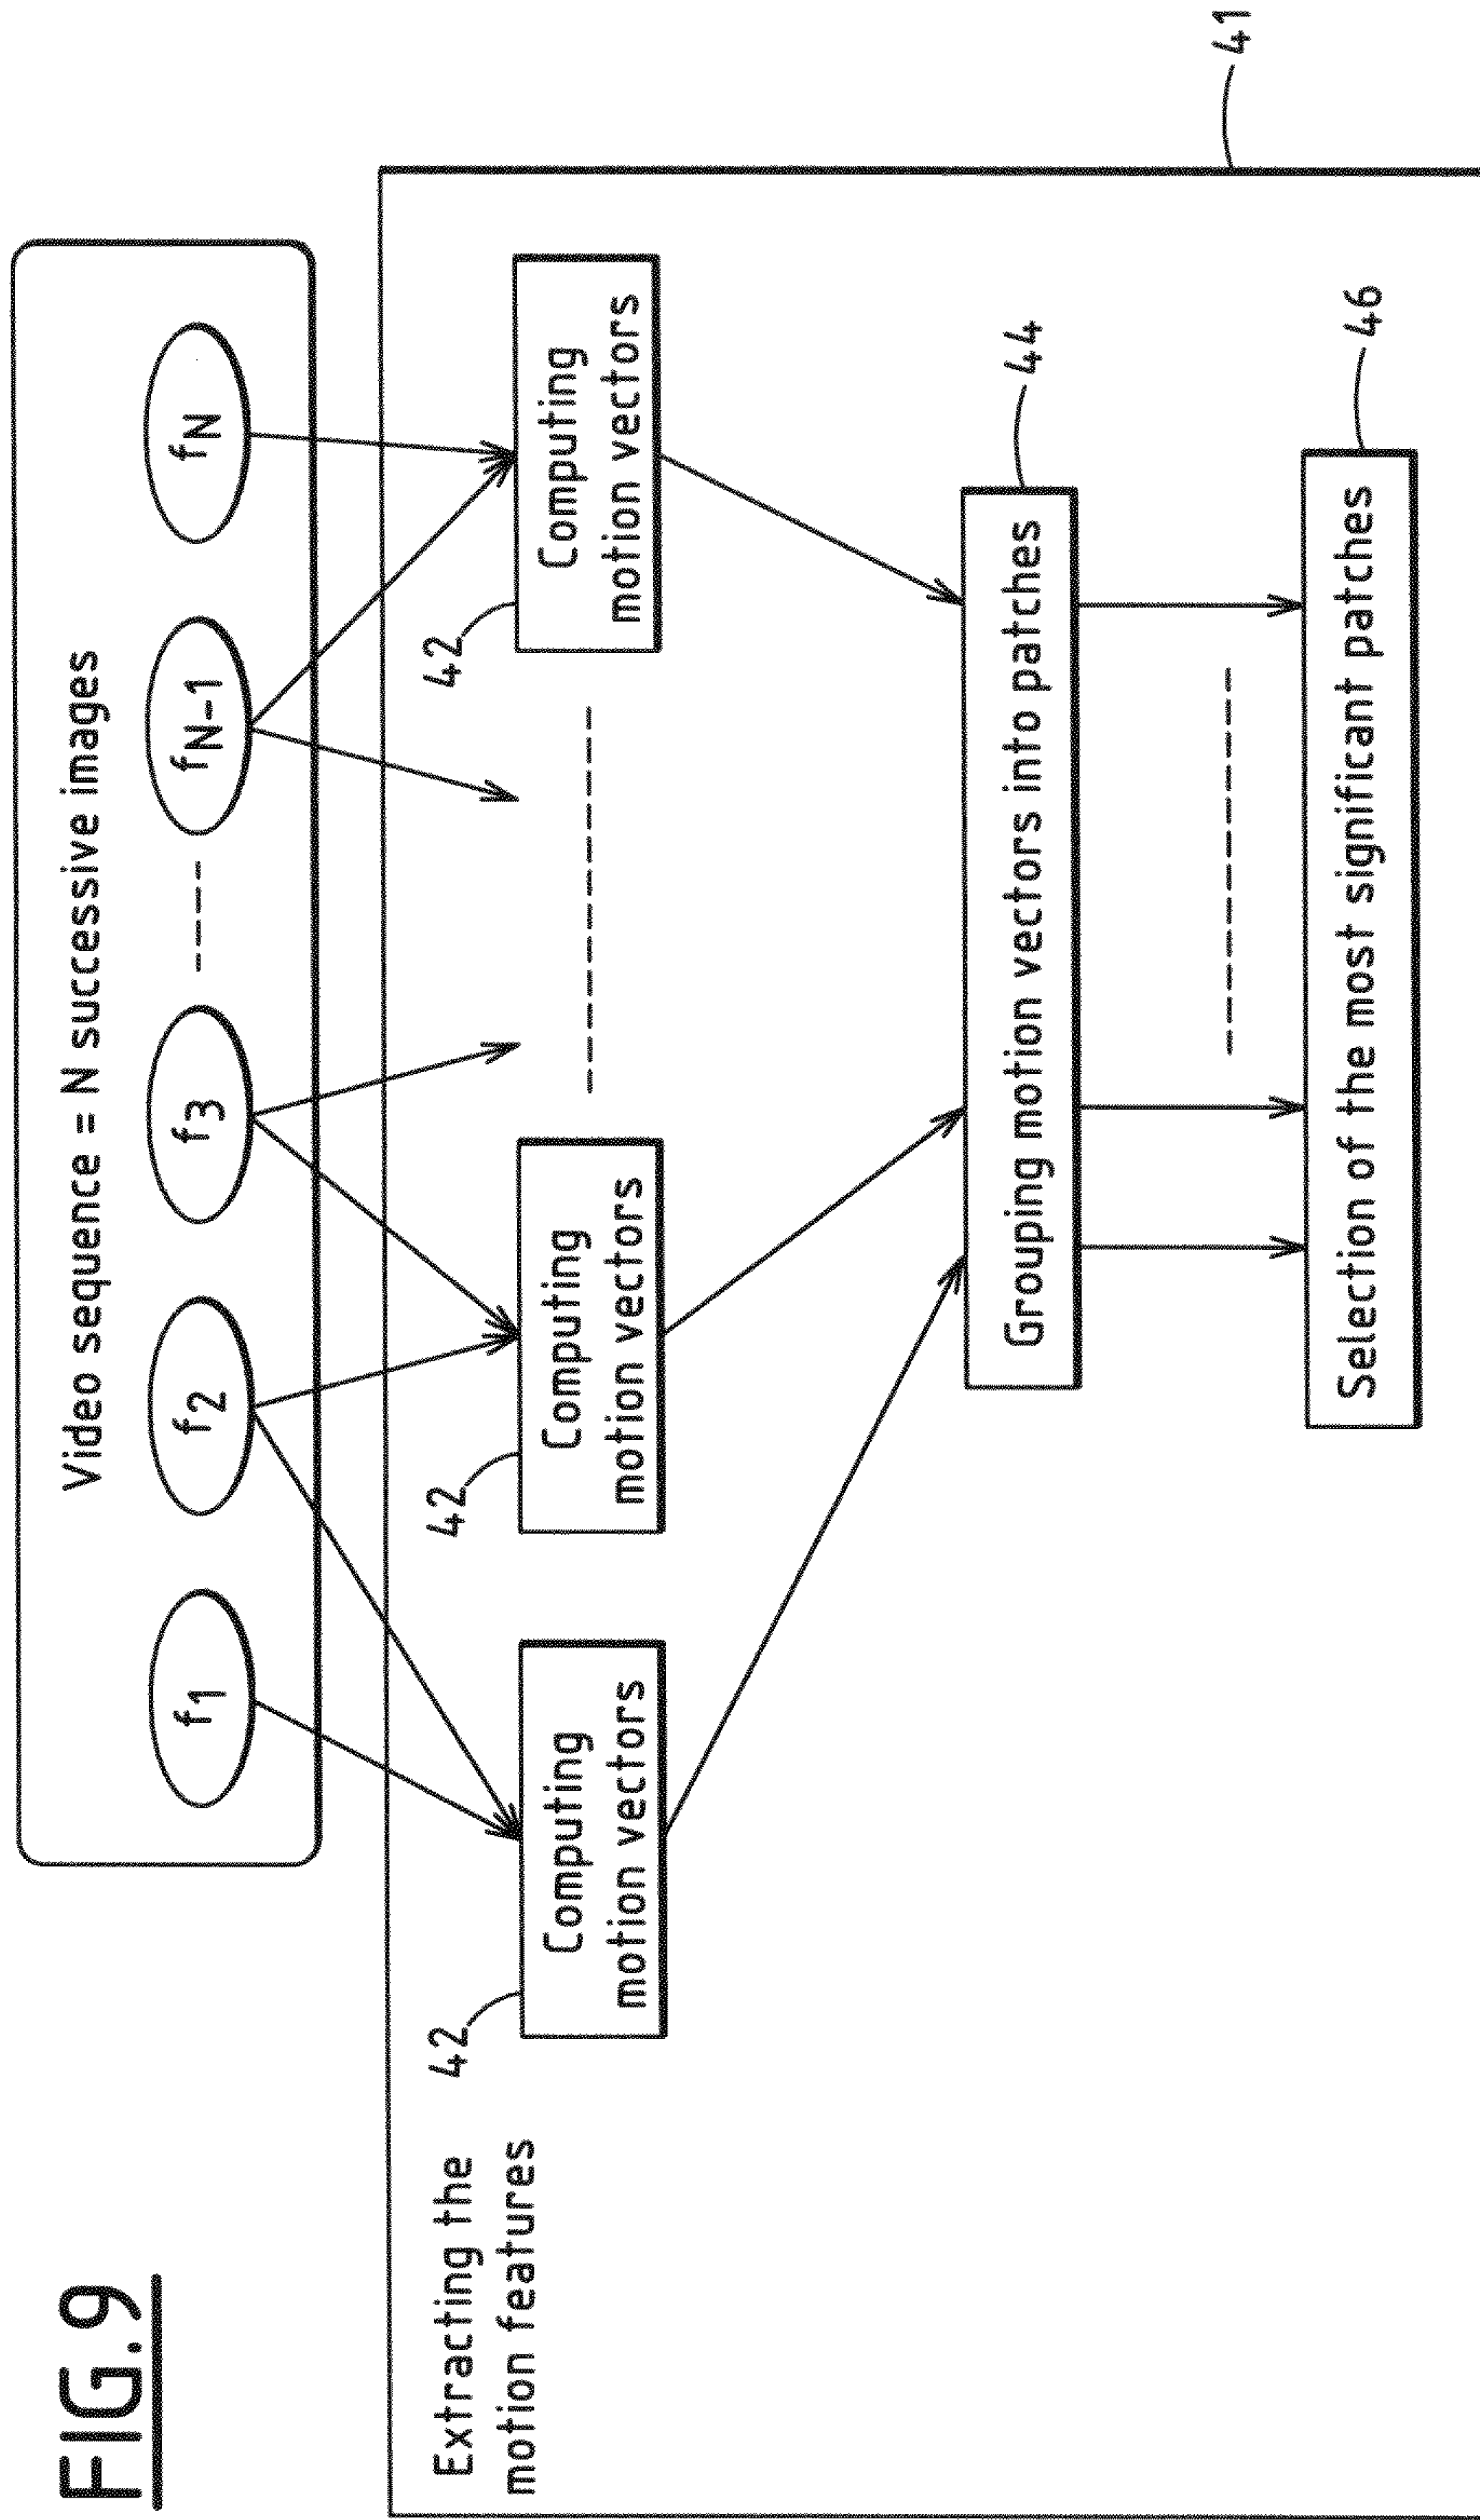 FIG.9
Video sequence = N successive images
f1
f2
f3
fN-1
fN
Extracting the
motion features
42
Computing
motion vectors
42
Computing
motion vectors
42
Computing
motion vectors
Grouping motion vectors into patches
44
Selection of the most significant patches
46
41